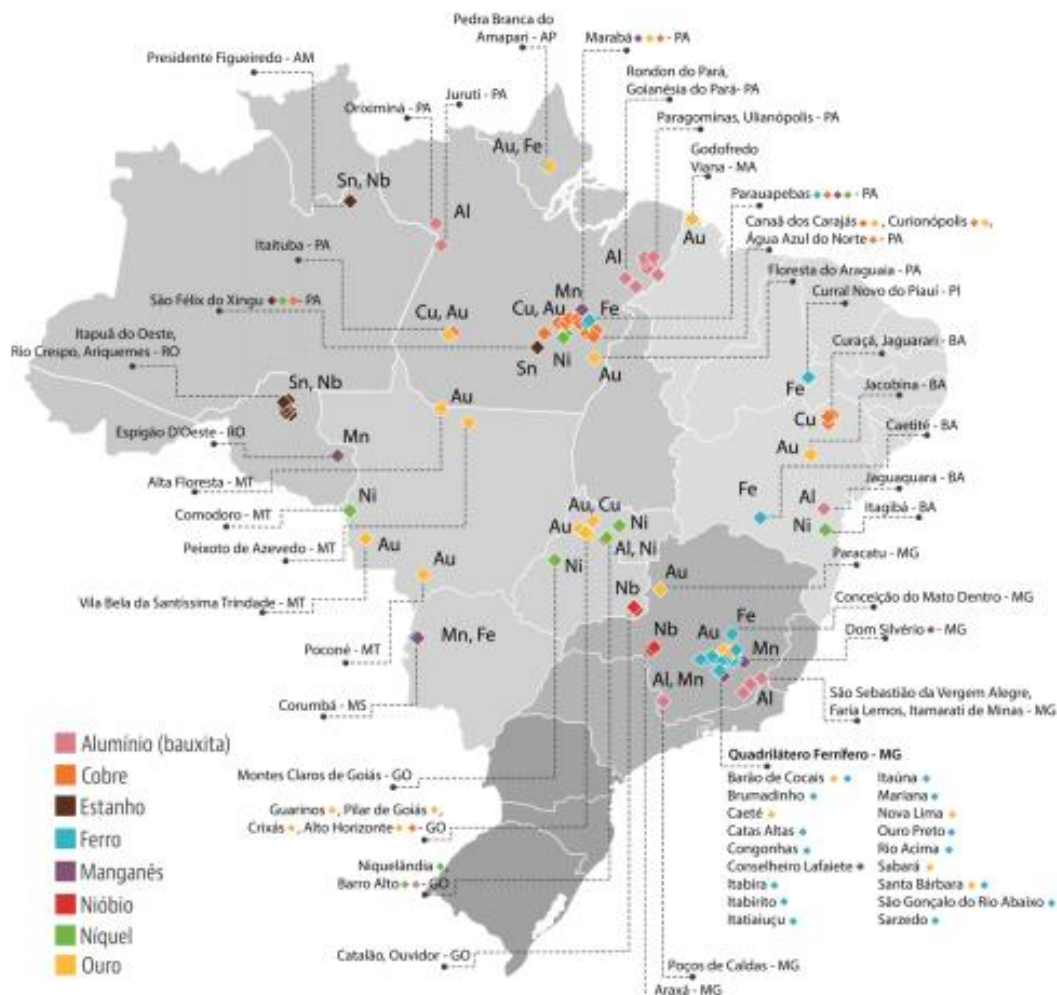 Pedra Branca do
Amapari - AP
Marabá - PA
Presidente Figueiredo - AM
Rondon do Pará,
Goianésia do Pará- PA
Juruti - PA
Oriximiná - PA
Paragominas, Ulianópolis - PA
Au, Fe
Godofredo
Viana - MA
Sn, Nb
Parauapebas - PA
Al
Canaã dos Carajás , Curionópolis ,
Água Azul do Norte - PA
Au
Itaituba - PA
Al
Floresta do Araguaia - PA
Mn
São Félix do Xingu - PA
Curral Novo do Piauí - PI
Cu, Au
Cu, Au
Fe
Itapuã do Oeste,
Rio Crespo, Ariquemes - RO
Curaçá, Jaguarari - BA
Sn
Ni
Au
Sn, Nb
Fe
Jacobina - BA
Au
Cu
Espigão D'Oeste - RO
Mn
Au
Caetité - BA
Alta Floresta - MT
Jaguaquara - BA
Ni
Fe
Al
Comodoro - MT
Au, Cu
Itagibá - BA
Au
Ni
Ni
Peixoto de Azevedo - MT
Au
Al, Ni
Paracatu - MG
Au
Ni
Au
Vila Bela da Santíssima Trindade - MT
Nb
Conceição do Mato Dentro - MG
Fe
Nb
Au
Mn
Dom Silvério - MG
Poconé - MT
Mn, Fe
Al, Mn
Al
São Sebastião da Vergem Alegre,
Faria Lemos, Itamarati de Minas - MG
Corumbá - MS
Alumínio (bauxita)
Cobre
Estanho
Ferro
Manganês
Nióbio
Níquel
Ouro
Montes Claros de Goiás - GO
Guarinos , Pilar de Goiás ,
Crixás , Alto Horizonte - GO
Niquelândia
Barro Alto - GO
Catalão, Ouvidor - GO
Poços de Caldas - MG
Araxá - MG
Quadrilátero Ferrífero - MG
Barão de Cocais
Brumadinho
Caeté
Catas Altas
Congonhas
Conselheiro Lafaiete
Itabira
Itabirito
Itatiaiuçu
Itaúna
Mariana
Nova Lima
Ouro Preto
Rio Acima
Sabará
Santa Bárbara
São Gonçalo do Rio Abaixo
Sarzedo